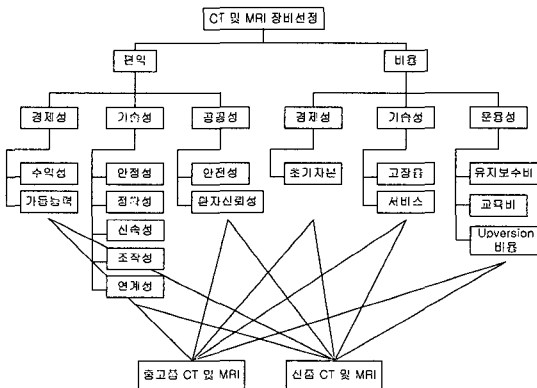 CT 및 MRI 장비선정
편익
비용
경제성
기술성
공공성
경제성
기술성
운용성
수익성
가동능력
안정성
정확성
신속성
조작성
연계성
안전성
환자신뢰성
초기자본
고장율
서비스
유지보수비
교육비
Upversion
비용
중고품 CT 및 MRI
신품 CT 및 MRI